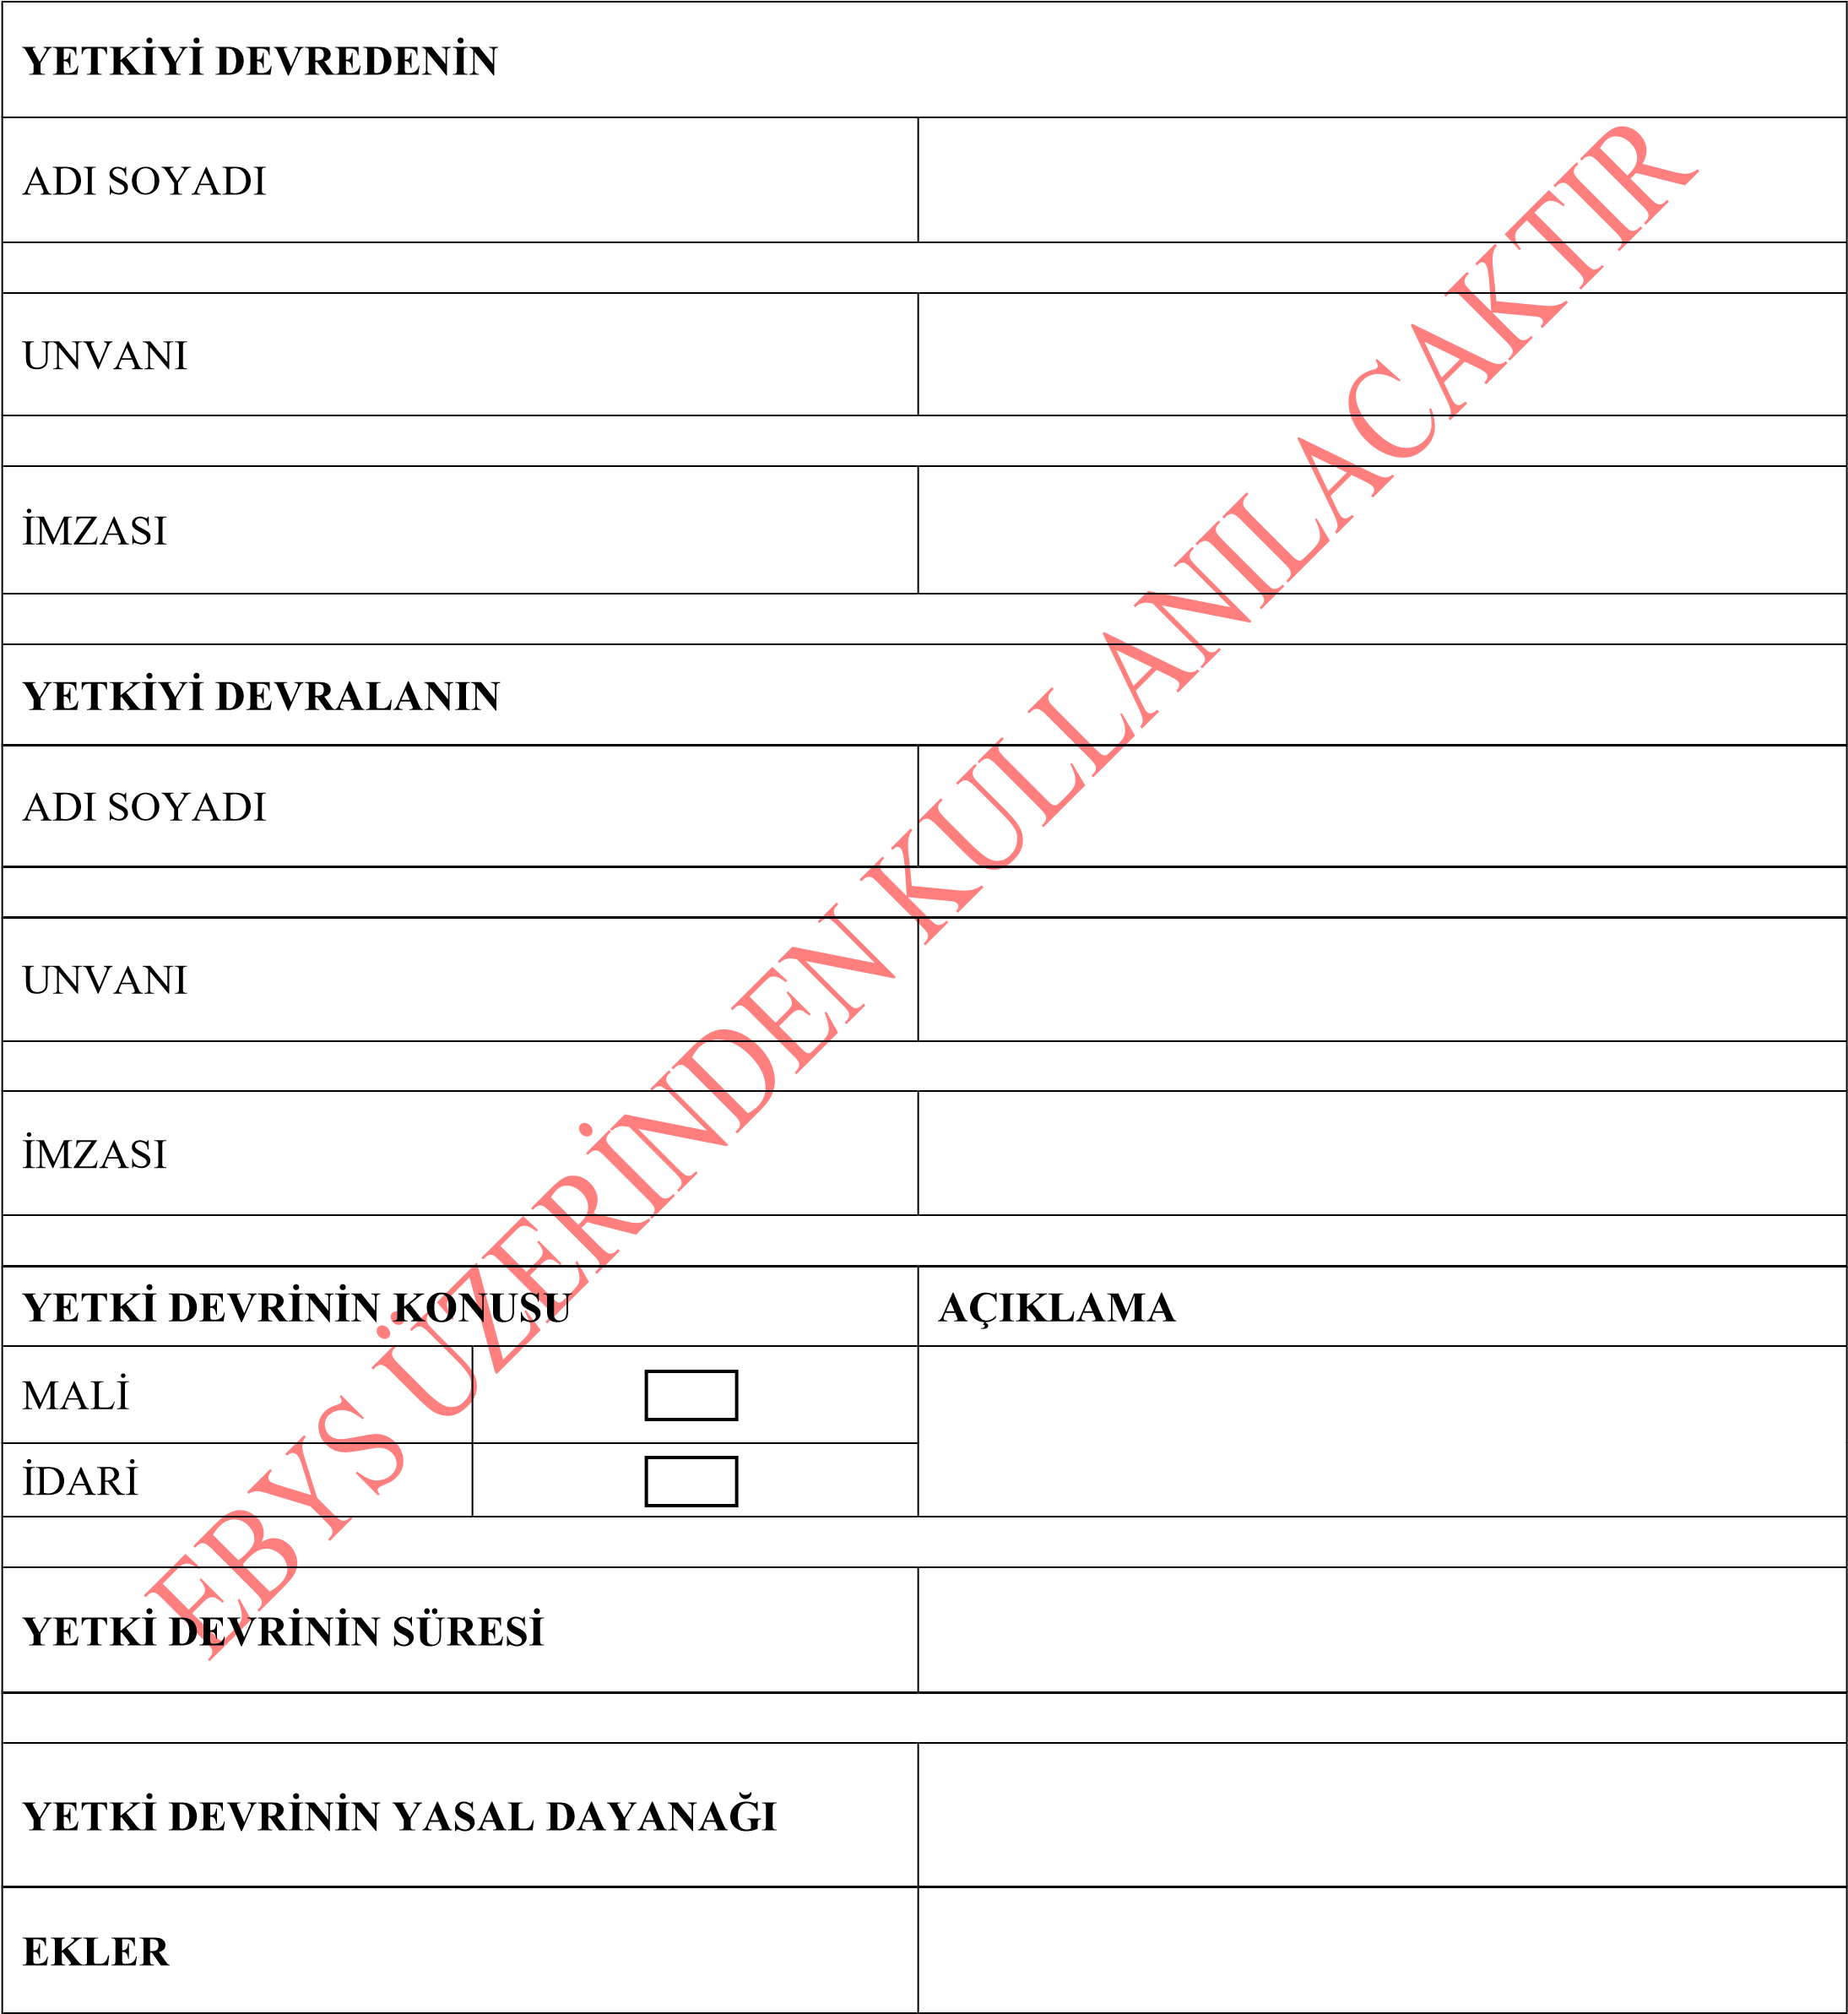 YETKİYİ DEVREDENİN
ADI SOYADI
UNVANI
İMZASI
YETKİYİ DEVRALANIN
ADI SOYADI
UNVANI
İMZASI
YETKİ DEVRİNİN KONUSU
AÇIKLAMA
MALİ
İDARİ
YETKİ DEVRİNİN SÜRESİ
YETKİ DEVRİNİN YASAL DAYANAĞI
EKLER
EBYS ÜZERİNDEN KULLANILACAKTIR